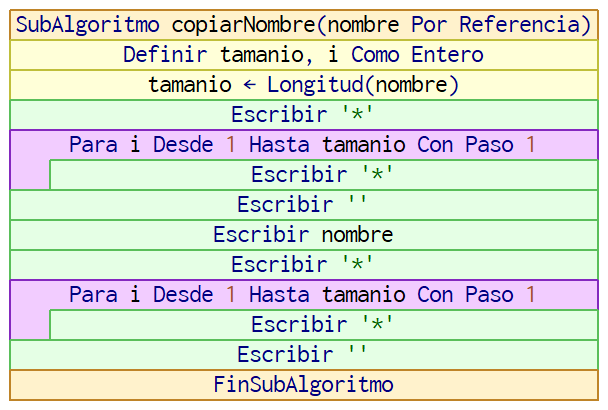 SubAlgoritmo copiarNombre(nombre Por Referencia)
Definir tamanio, i Como Entero
tamanio ← Longitud(nombre)
Escribir '*'
Para i Desde 1 Hasta tamanio Con Paso 1
Escribir '*'
Escribir ''
Escribir nombre
Escribir '*'
Para i Desde 1 Hasta tamanio Con Paso 1
Escribir '*'
Escribir ''
FinSubAlgoritmo